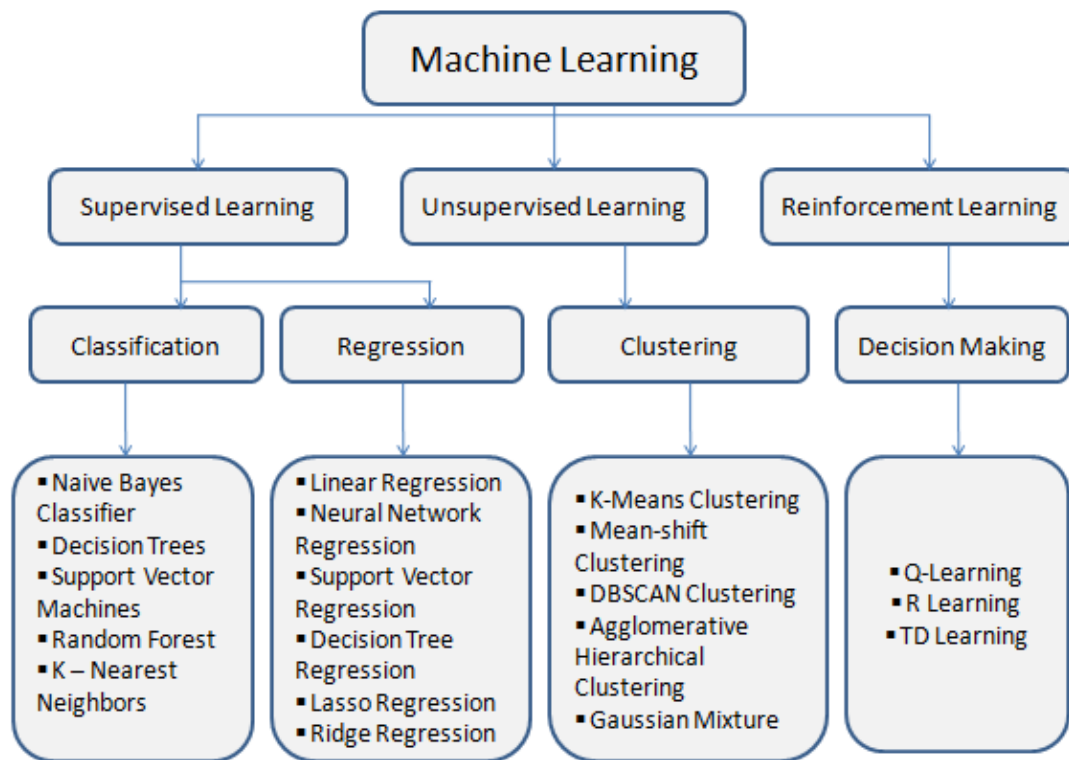 Machine Learning
Supervised Learning
Unsupervised Learning
Reinforcement Learning
Classification
Regression
Clustering
Decision Making
▪ Naive Bayes
Classifier
▪ Decision Trees
▪ Support Vector
Machines
▪ Random Forest
▪ K – Nearest
Neighbors
▪ Linear Regression
▪ Neural Network
Regression
▪ Support Vector
Regression
▪ Decision Tree
Regression
▪ Lasso Regression
▪ Ridge Regression
▪ K-Means Clustering
▪ Mean-shift
Clustering
▪ DBSCAN Clustering
▪ Agglomerative
Hierarchical
Clustering
▪ Gaussian Mixture
▪ Q-Learning
▪ R Learning
▪ TD Learning